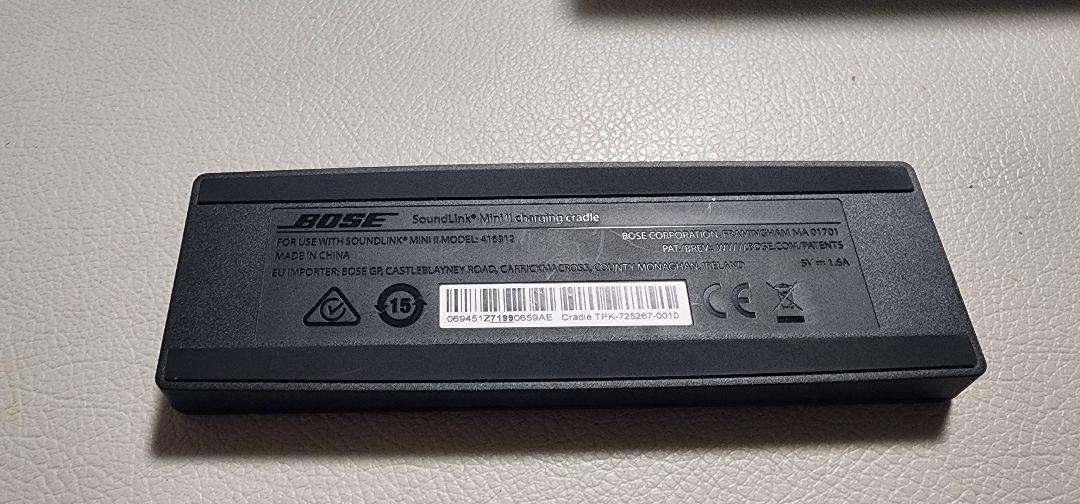 BOSE SoundLink® Mini II charging cradle
FOR USE WITH SOUNDLINK® MINI II MODEL: 416912
BOSE CORPORATION, FRAMINGHAM MA 01701
MADE IN CHINA
PAT./BREV- WWW.BOSE.COM/PATENTS
EU IMPORTER; BOSE GP, CASTLEBLAYNEY ROAD, CARRICKMACROSS, COUNTY MONAGHAN, IRELAND
5V ⎓ 1.6A
15
CE
069451Z71990659AE Cradle TPK-725267-0010